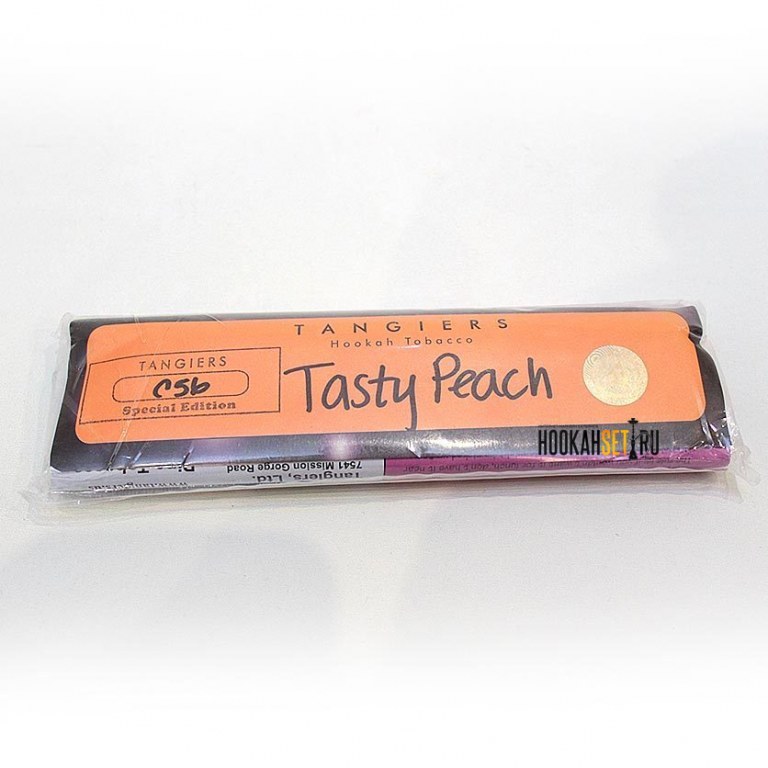 TANGIERS
Hookah Tobacco
TANGIERS
C56
Special Edition
Tasty Peach
HOOKAHSET.RU
Tangiers, Ltd.
7541 Mission Gorge Road